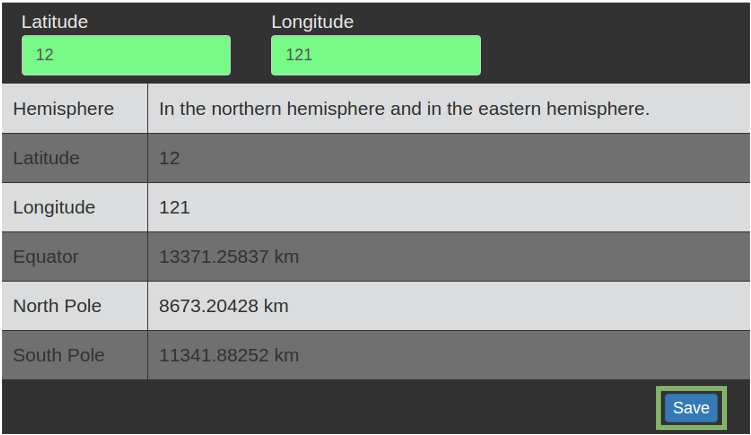 Latitude Longitude
12 121
Hemisphere In the northern hemisphere and in the eastern hemisphere.
Latitude 12
Longitude 121
Equator 13371.25837 km
North Pole 8673.20428 km
South Pole 11341.88252 km
Save